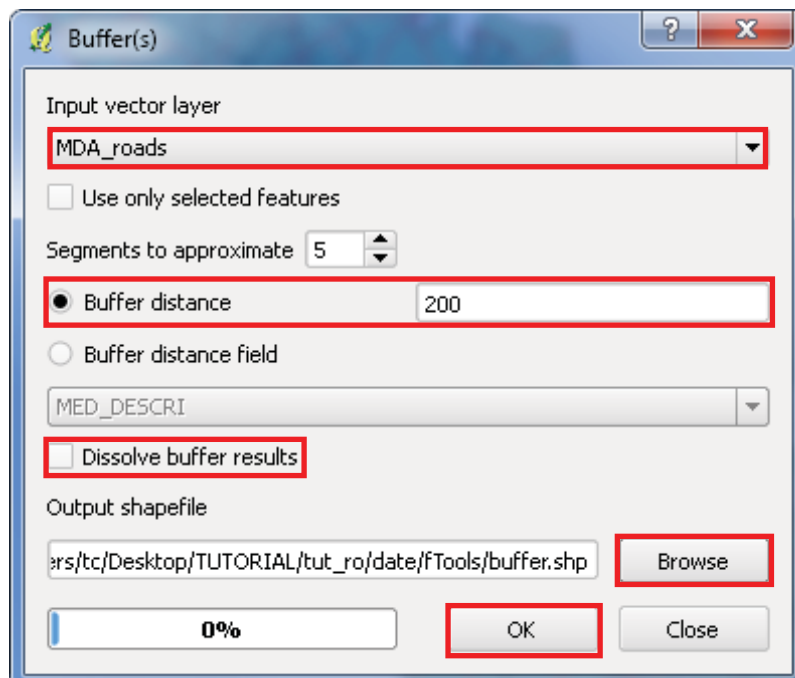 Buffer(s)
?
X
Input vector layer
MDA_roads
Use only selected features
Segments to approximate 5
Buffer distance 200
Buffer distance field
MED_DESCRI
Dissolve buffer results
Output shapefile
ers/tc/Desktop/TUTORIAL/tut_ro/date/fTools/buffer.shp Browse
0% OK Close